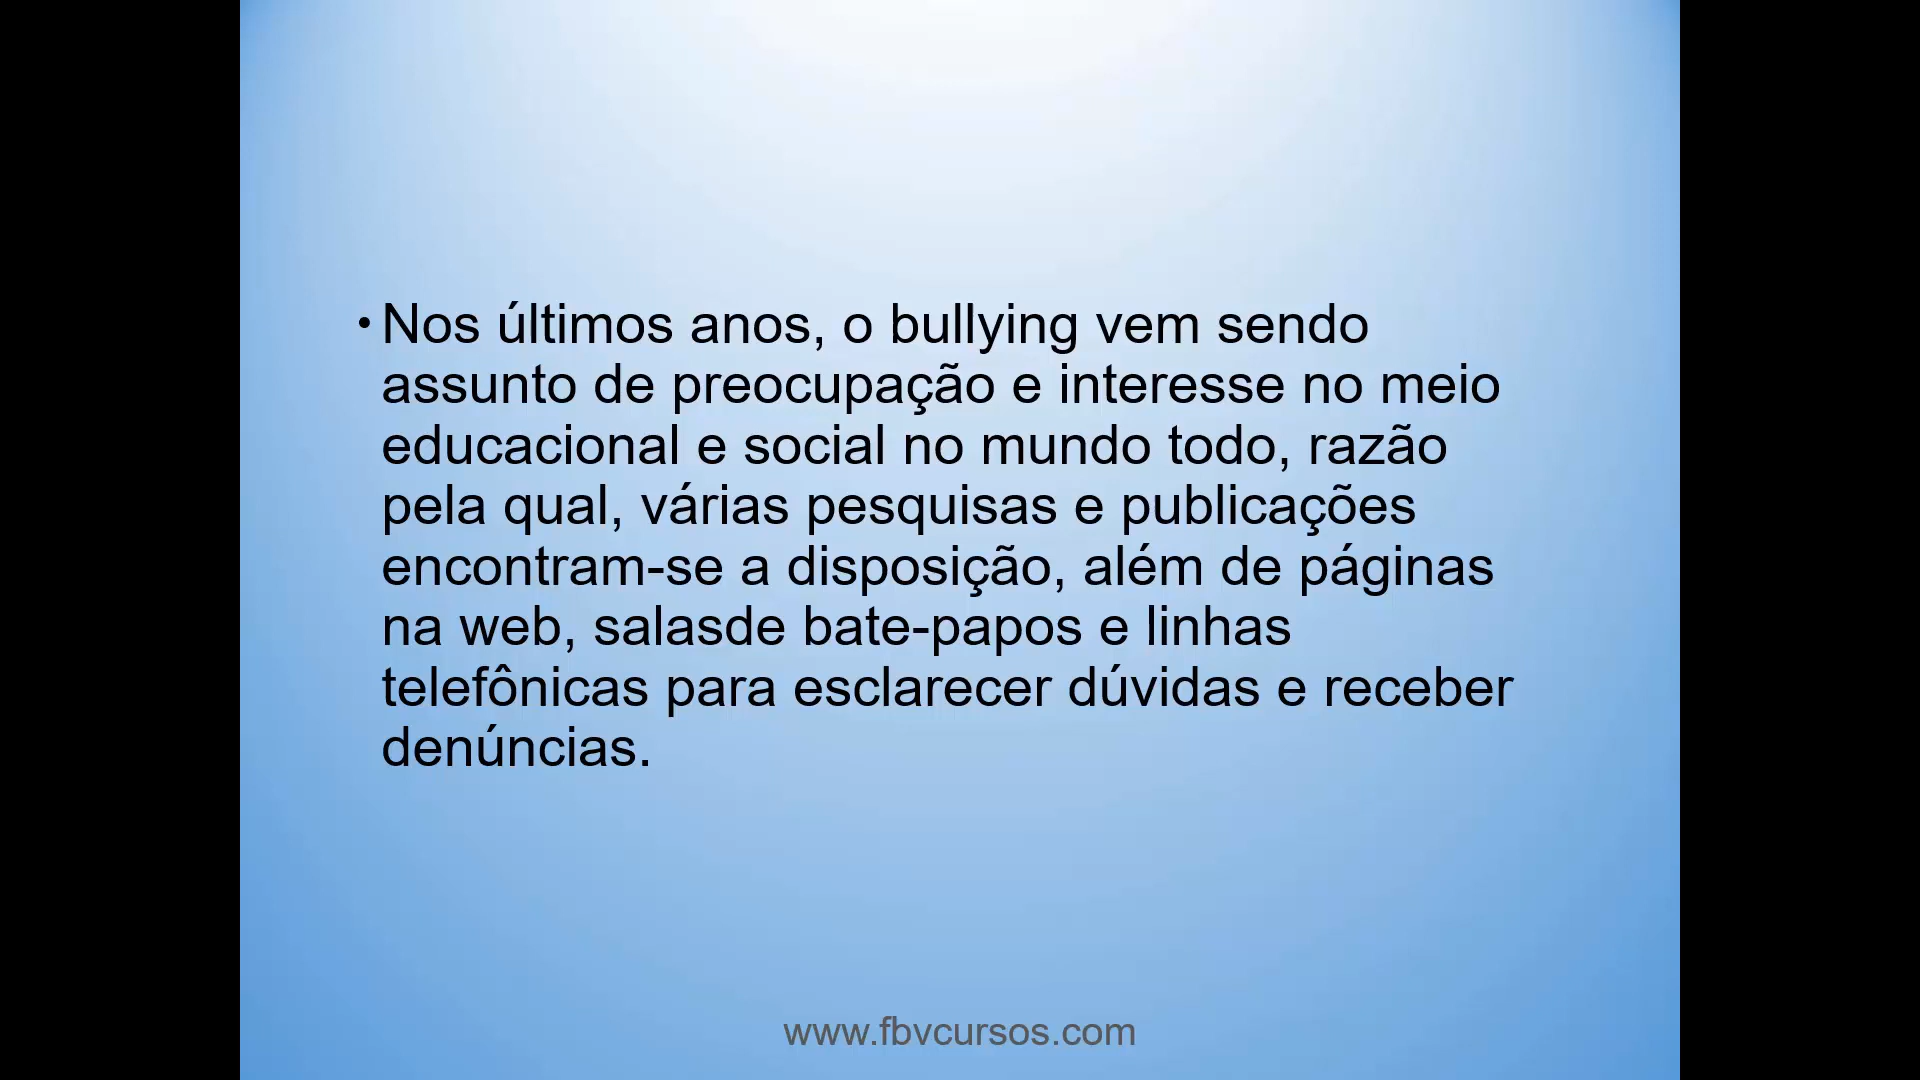 • Nos últimos anos, o bullying vem sendo
assunto de preocupação e interesse no meio
educacional e social no mundo todo, razão
pela qual, várias pesquisas e publicações
encontram-se a disposição, além de páginas
na web, salasde bate-papos e linhas
telefônicas para esclarecer dúvidas e receber
denúncias.
www.fbvcursos.com